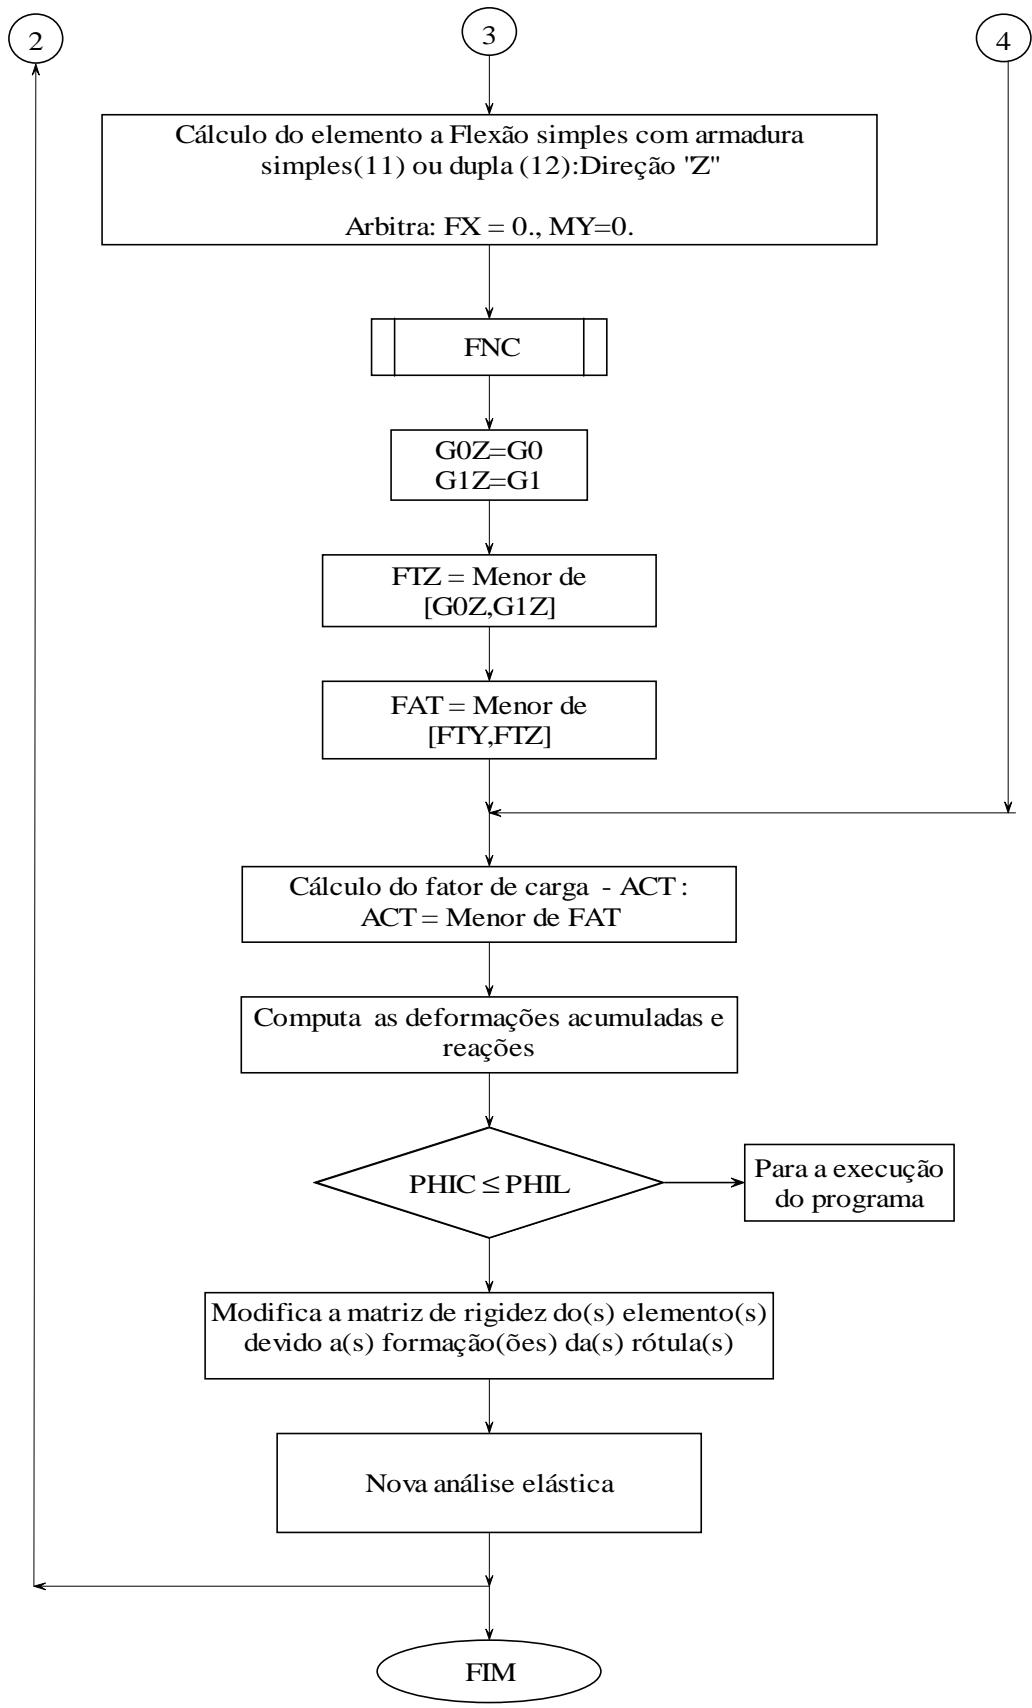 2
3
4
Cálculo do elemento a Flexão simples com armadura
simples(11) ou dupla (12):Direção "Z"
Arbitra: FX = 0., MY=0.
FNC
G0Z=G0
G1Z=G1
FTZ = Menor de
[G0Z,G1Z]
FAT = Menor de
[FTY,FTZ]
Cálculo do fator de carga - ACT :
ACT = Menor de FAT
Computa as deformações acumuladas e
reações
PHIC ≤ PHIL
Para a execução
do programa
Modifica a matriz de rigidez do(s) elemento(s)
devido a(s) formação(ões) da(s) rótula(s)
Nova análise elástica
FIM